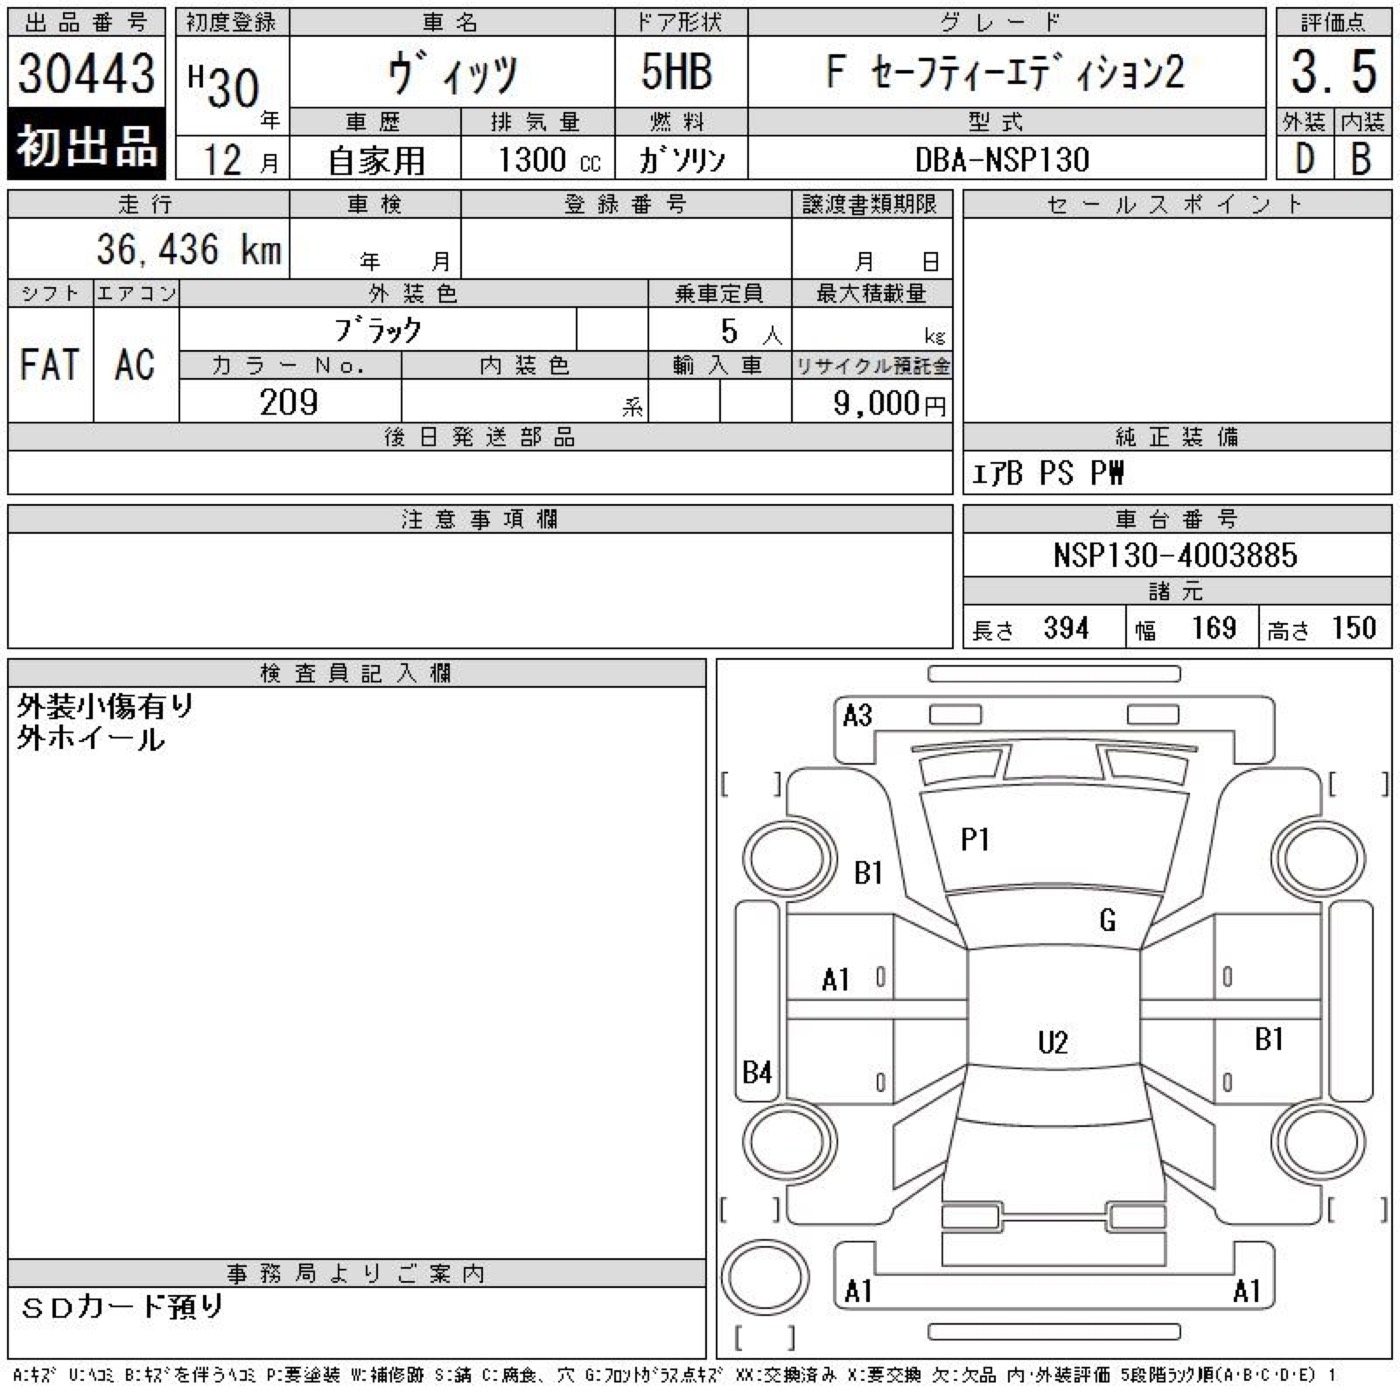 出品番号 初度登録 車名 ドア形状 グレード 評価点
30443 H30年 ヴィッツ 5HB F セーフティーエディション2 3.5
車歴 排気量 燃料 型式 外装 内装
初出品 12月 自家用 1300 cc ガソリン DBA-NSP130 D B
走行 車検 登録番号 譲渡書類期限 セールスポイント
36,436 km 年 月 月 日
シフト エアコン 外装色 乗車定員 最大積載量
ブラック 5 人 kg
FAT AC カラーNo. 内装色 輸入車 リサイクル預託金
209 系 9,000円
後日発送部品 純正装備
エアB PS PW
注意事項欄 車台番号
NSP130-4003885
諸元
長さ 394 幅 169 高さ 150
検査員記入欄
外装小傷有り
外ホイール
A3
[ ] [ ]
P1
B1
G
A1
U2 B1
B4
[ ] [ ]
A1 A1
[ ]
事務局よりご案内
SDカード預り
A:キズ U:ヘコミ B:キズを伴うヘコミ P:要塗装 W:補修跡 S:錆 C:腐食、穴 G:フロントガラス点キズ XX:交換済み X:要交換 欠:欠品 内・外装評価 5段階ランク順(A・B・C・D・E) 1